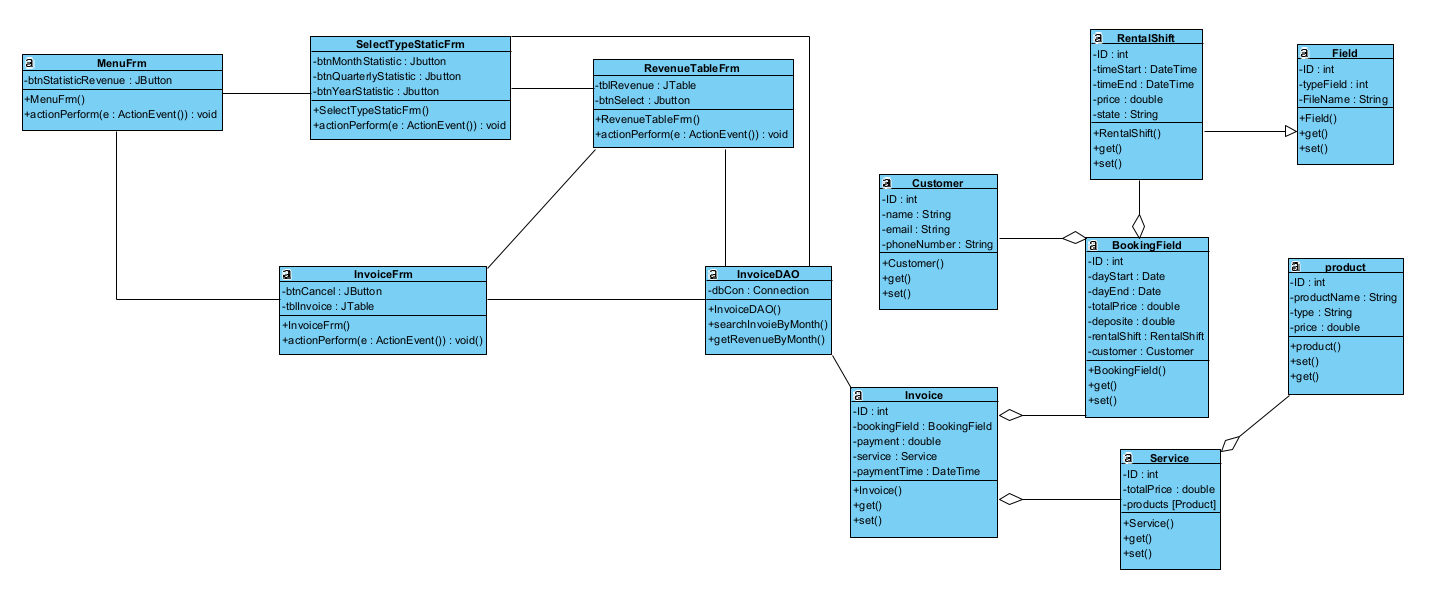 MenuFrm
-btnStatisticRevenue : JButton
+MenuFrm()
+actionPerform(e : ActionEvent()) : void
SelectTypeStaticFrm
-btnMonthStatistic : Jbutton
-btnQuarterlyStatistic : Jbutton
-btnYearStatistic : Jbutton
+SelectTypeStaticFrm()
+actionPerform(e : ActionEvent()) : void
RevenueTableFrm
-tblRevenue : JTable
-btnSelect : Jbutton
+RevenueTableFrm()
+actionPerform(e : ActionEvent()) : void
RentalShift
-ID : int
-timeStart : DateTime
-timeEnd : DateTime
-price : double
-state : String
+RentalShift()
+get()
+set()
Field
-ID : int
-typeField : int
-FileName : String
+Field()
+get()
+set()
Customer
-ID : int
-name : String
-email : String
-phoneNumber : String
+Customer()
+get()
+set()
BookingField
-ID : int
-dayStart : Date
-dayEnd : Date
-totalPrice : double
-deposite : double
-rentalShift : RentalShift
-customer : Customer
+BookingField()
+get()
+set()
product
-ID : int
-productName : String
-type : String
-price : double
+product()
+set()
+get()
InvoiceFrm
-btnCancel : JButton
-tblInvoice : JTable
+InvoiceFrm()
+actionPerform(e : ActionEvent()) : void()
InvoiceDAO
-dbCon : Connection
+InvoiceDAO()
+searchInvoieByMonth()
+getRevenueByMonth()
Invoice
-ID : int
-bookingField : BookingField
-payment : double
-service : Service
-paymentTime : DateTime
+Invoice()
+get()
+set()
Service
-ID : int
-totalPrice : double
-products [Product]
+Service()
+get()
+set()